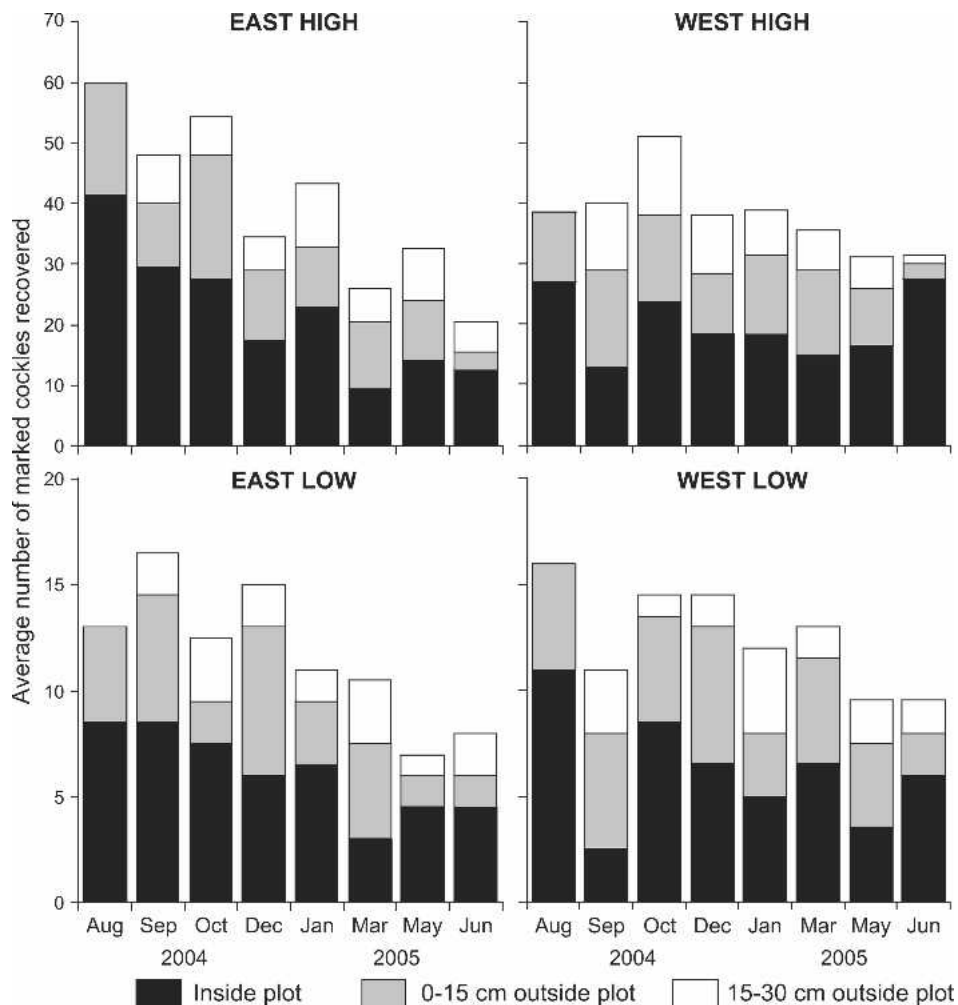 EAST HIGH
WEST HIGH
70
60
50
40
30
20
10
0
Average number of marked cockles recovered
EAST LOW
WEST LOW
20
15
10
5
0
Aug Sep Oct Dec Jan Mar May Jun
Aug Sep Oct Dec Jan Mar May Jun
2004 2005
2004 2005
Inside plot
0-15 cm outside plot
15-30 cm outside plot